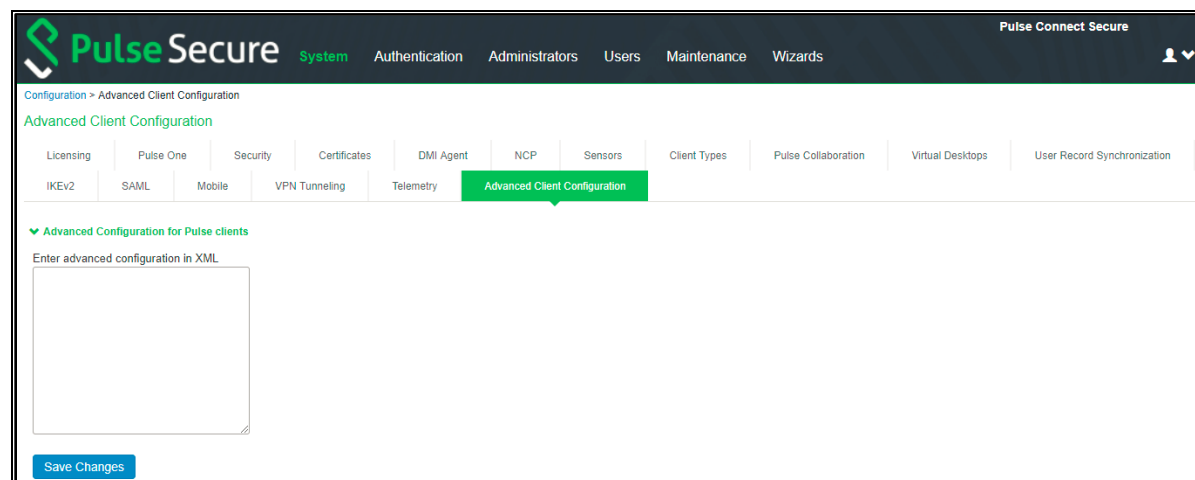 Pulse Connect Secure
Pulse Secure System Authentication Administrators Users Maintenance Wizards
Configuration > Advanced Client Configuration
Advanced Client Configuration
Licensing Pulse One Security Certificates DMI Agent NCP Sensors Client Types Pulse Collaboration Virtual Desktops User Record Synchronization
IKEv2 SAML Mobile VPN Tunneling Telemetry Advanced Client Configuration
Advanced Configuration for Pulse clients
Enter advanced configuration in XML
Save Changes